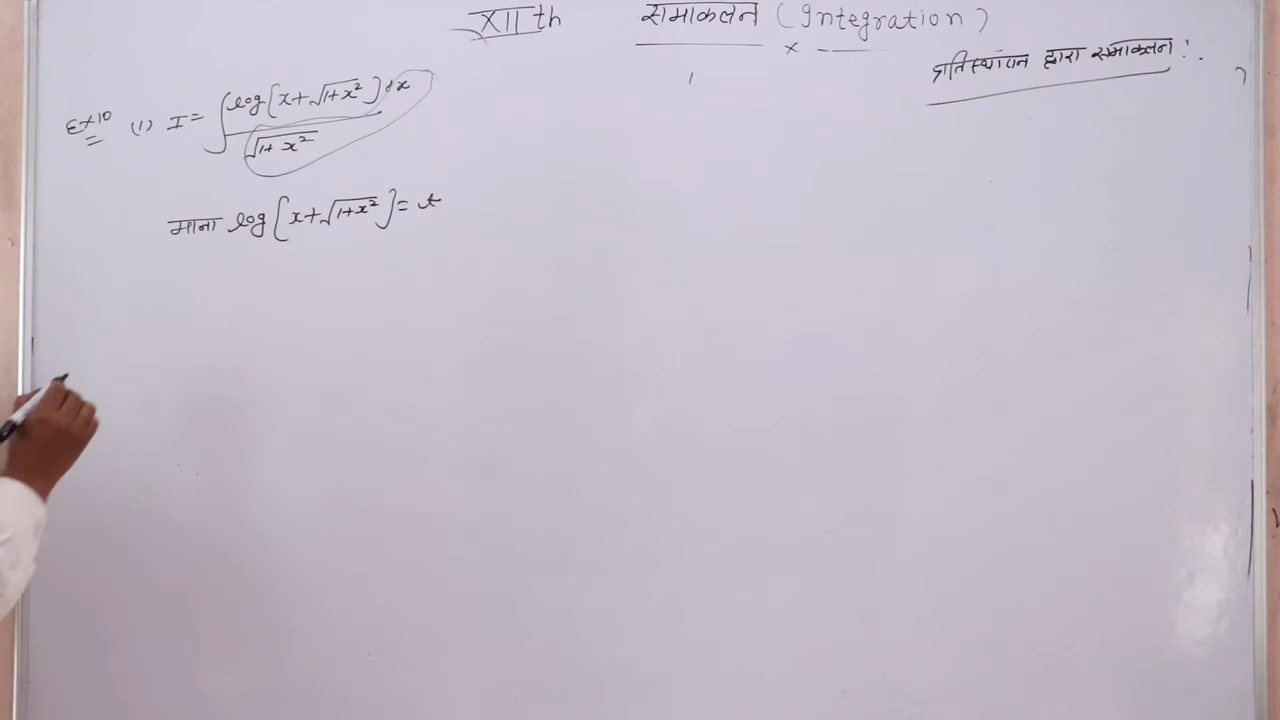 XII th समाकलन (Integration)
प्रतिस्थापन द्वारा समाकलन :
Ex 10 (1) I = ∫ log[x+√1+x²] dx / √1+x²
माना log[x+√1+x²] = t